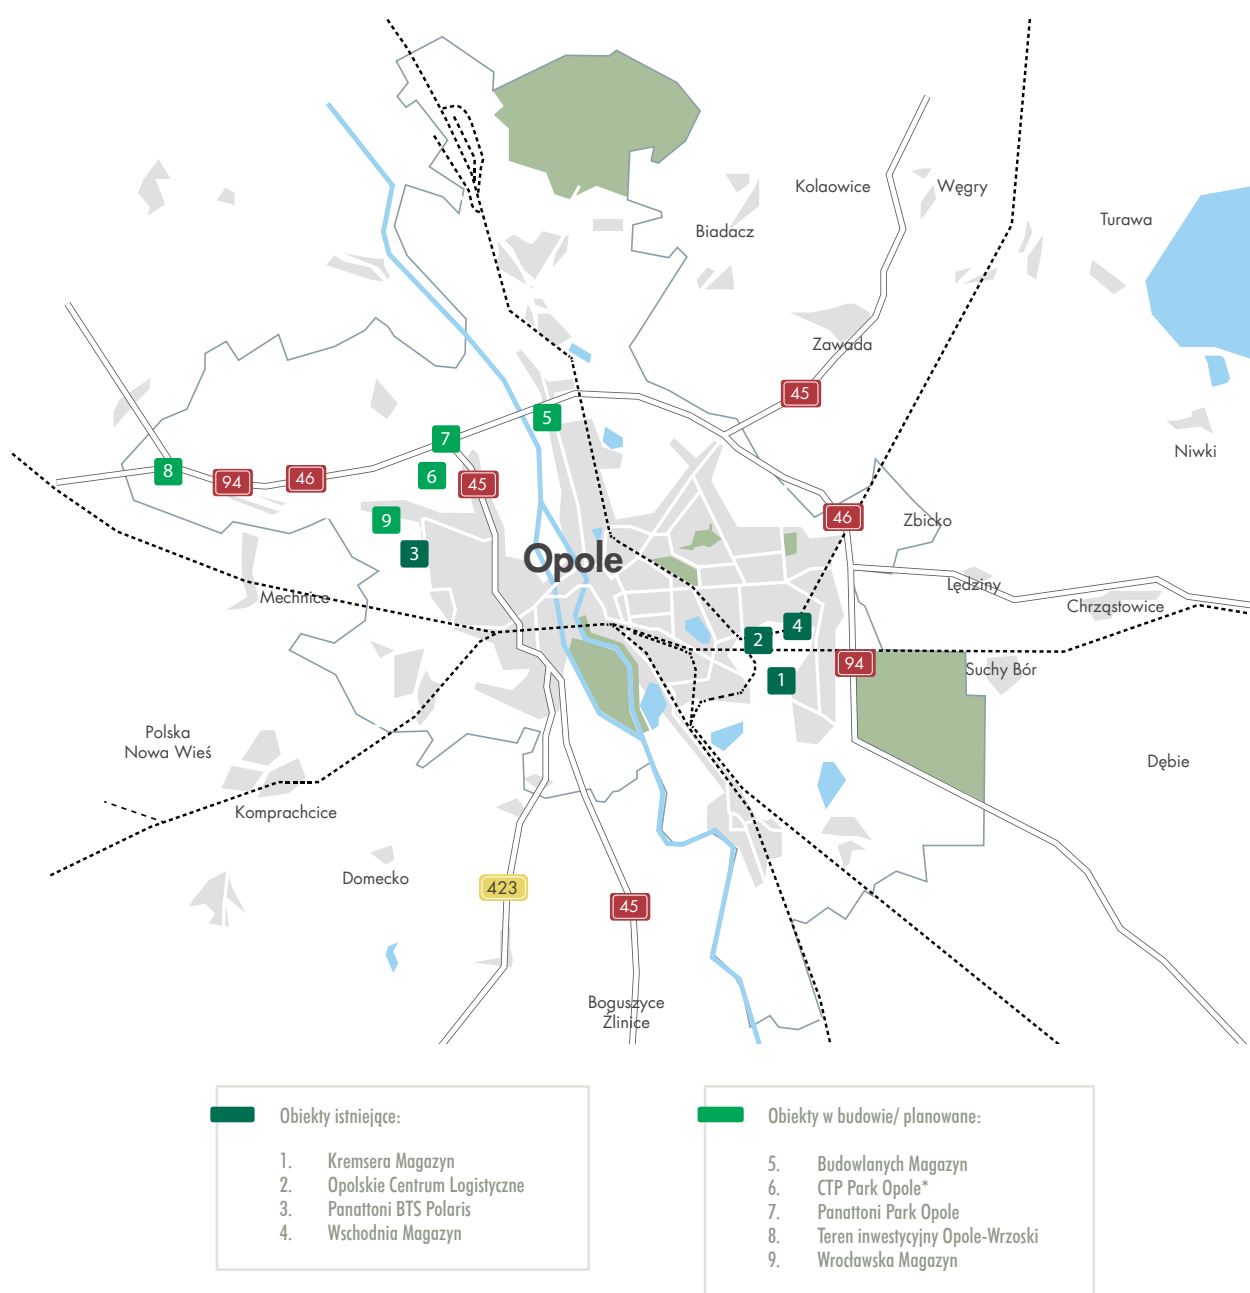 Kolaowice
Węgry
Turawa
Biadacz
Zawada
45
5
7
Niwki
8
94
46
6
45
9
46
Zbicko
3
Opole
Lędziny
Mechnice
Chrząstowice
4
2
94
Suchy Bór
1
Polska
Nowa Wieś
Dębie
Komprachcice
Domecko
423
45
Boguszyce
Źlinice
Obiekty istniejące:
1. Kremsera Magazyn
2. Opolskie Centrum Logistyczne
3. Panattoni BTS Polaris
4. Wschodnia Magazyn
Obiekty w budowie/ planowane:
5. Budowlanych Magazyn
6. CTP Park Opole*
7. Panattoni Park Opole
8. Teren inwestycyjny Opole-Wrzoski
9. Wrocławska Magazyn